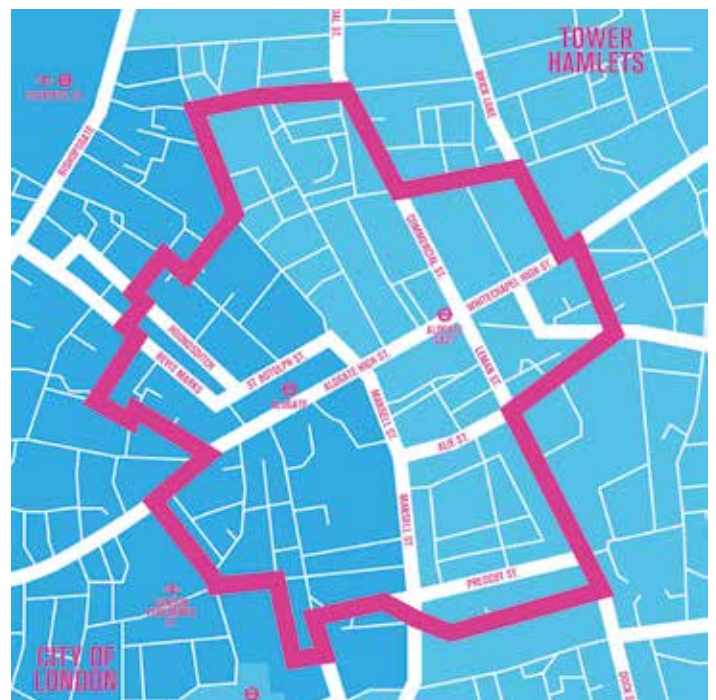 TOWER
HAMLETS
BRICK LANE
BISHOPSGATE
COMMERCIAL ST.
WHITECHAPEL HIGH ST.
ALDGATE
EAST
HOUNDSDITCH
BEVIS MARKS
ST BOTOLPH ST.
ALDGATE HIGH ST.
ALDGATE
LEMAN ST.
MANSELL ST.
ALIE ST.
MANSELL ST.
PRESCOT ST.
CITY OF
LONDON